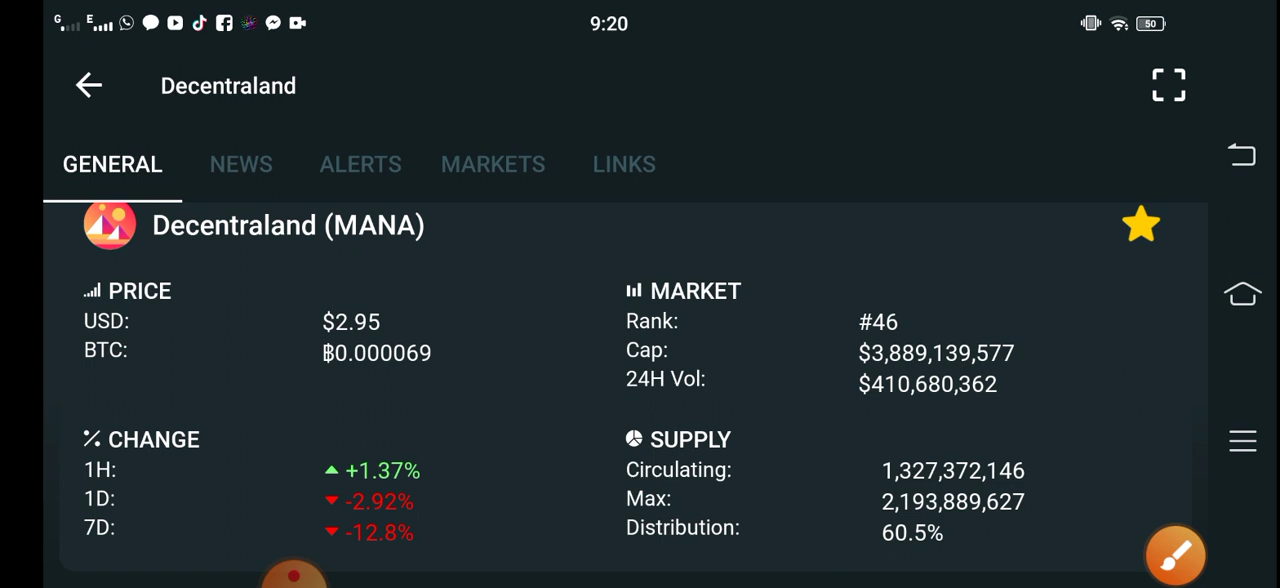 G E 9:20 50
Decentraland
GENERAL NEWS ALERTS MARKETS LINKS
Decentraland (MANA)
PRICE
USD: $2.95
BTC: ฿0.000069
MARKET
Rank: #46
Cap: $3,889,139,577
24H Vol: $410,680,362
CHANGE
1H: +1.37%
1D: -2.92%
7D: -12.8%
SUPPLY
Circulating: 1,327,372,146
Max: 2,193,889,627
Distribution: 60.5%